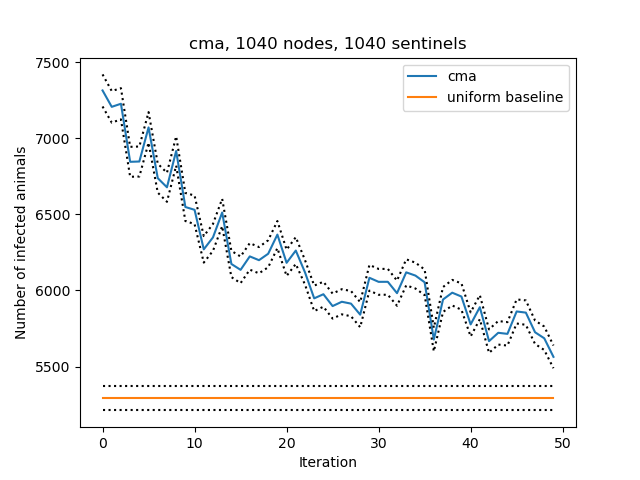 cma, 1040 nodes, 1040 sentinels
7500
7000
6500
6000
5500
Number of infected animals
cma
uniform baseline
0 10 20 30 40 50
Iteration